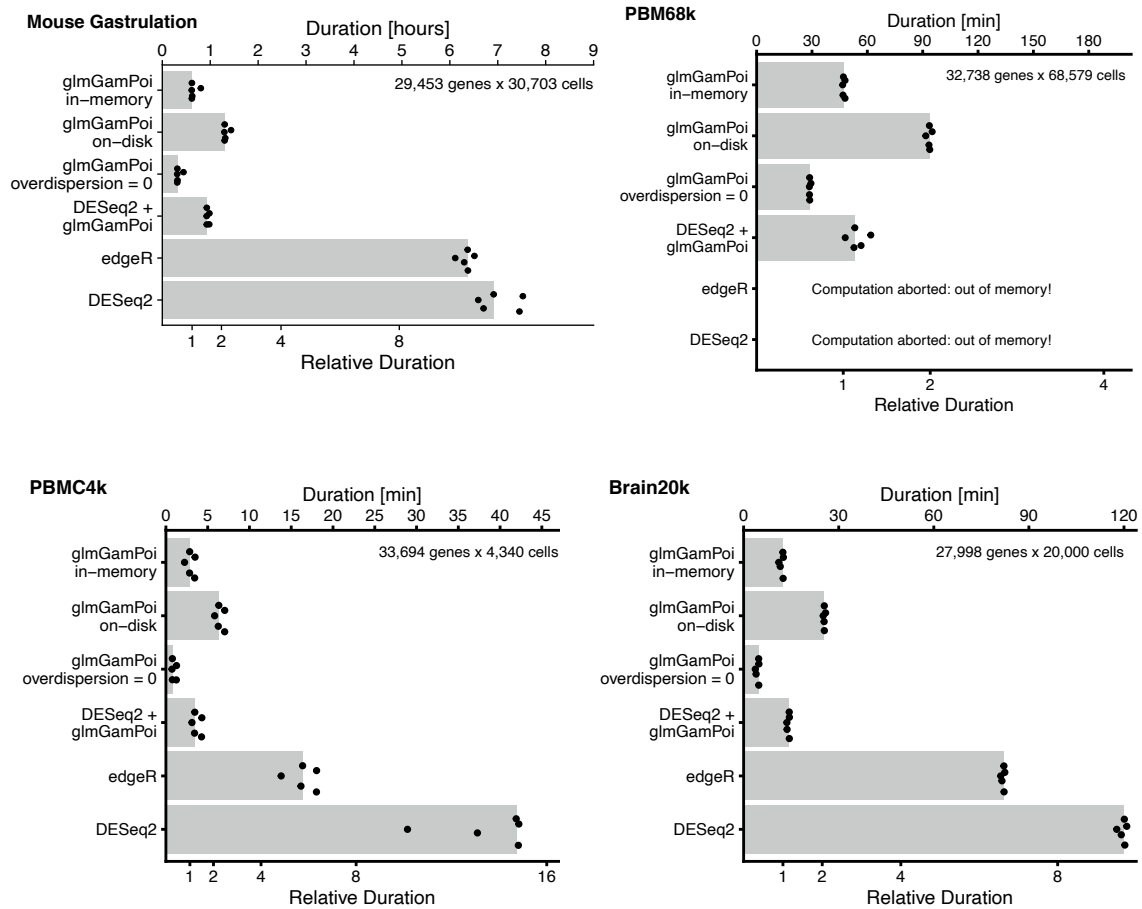 Mouse Gastrulation
Duration [hours]
0 1 2 3 4 5 6 7 8 9
29,453 genes x 30,703 cells
glmGamPoi
in−memory
glmGamPoi
on−disk
glmGamPoi
overdispersion = 0
DESeq2 +
glmGamPoi
edgeR
DESeq2
1 2 4 8
Relative Duration
PBM68k
Duration [min]
0 30 60 90 120 150 180
32,738 genes x 68,579 cells
glmGamPoi
in−memory
glmGamPoi
on−disk
glmGamPoi
overdispersion = 0
DESeq2 +
glmGamPoi
edgeR
Computation aborted: out of memory!
DESeq2
Computation aborted: out of memory!
1 2 4
Relative Duration
PBMC4k
Duration [min]
0 5 10 15 20 25 30 35 40 45
33,694 genes x 4,340 cells
glmGamPoi
in−memory
glmGamPoi
on−disk
glmGamPoi
overdispersion = 0
DESeq2 +
glmGamPoi
edgeR
DESeq2
1 2 4 8 16
Relative Duration
Brain20k
Duration [min]
0 30 60 90 120
27,998 genes x 20,000 cells
glmGamPoi
in−memory
glmGamPoi
on−disk
glmGamPoi
overdispersion = 0
DESeq2 +
glmGamPoi
edgeR
DESeq2
1 2 4 8
Relative Duration